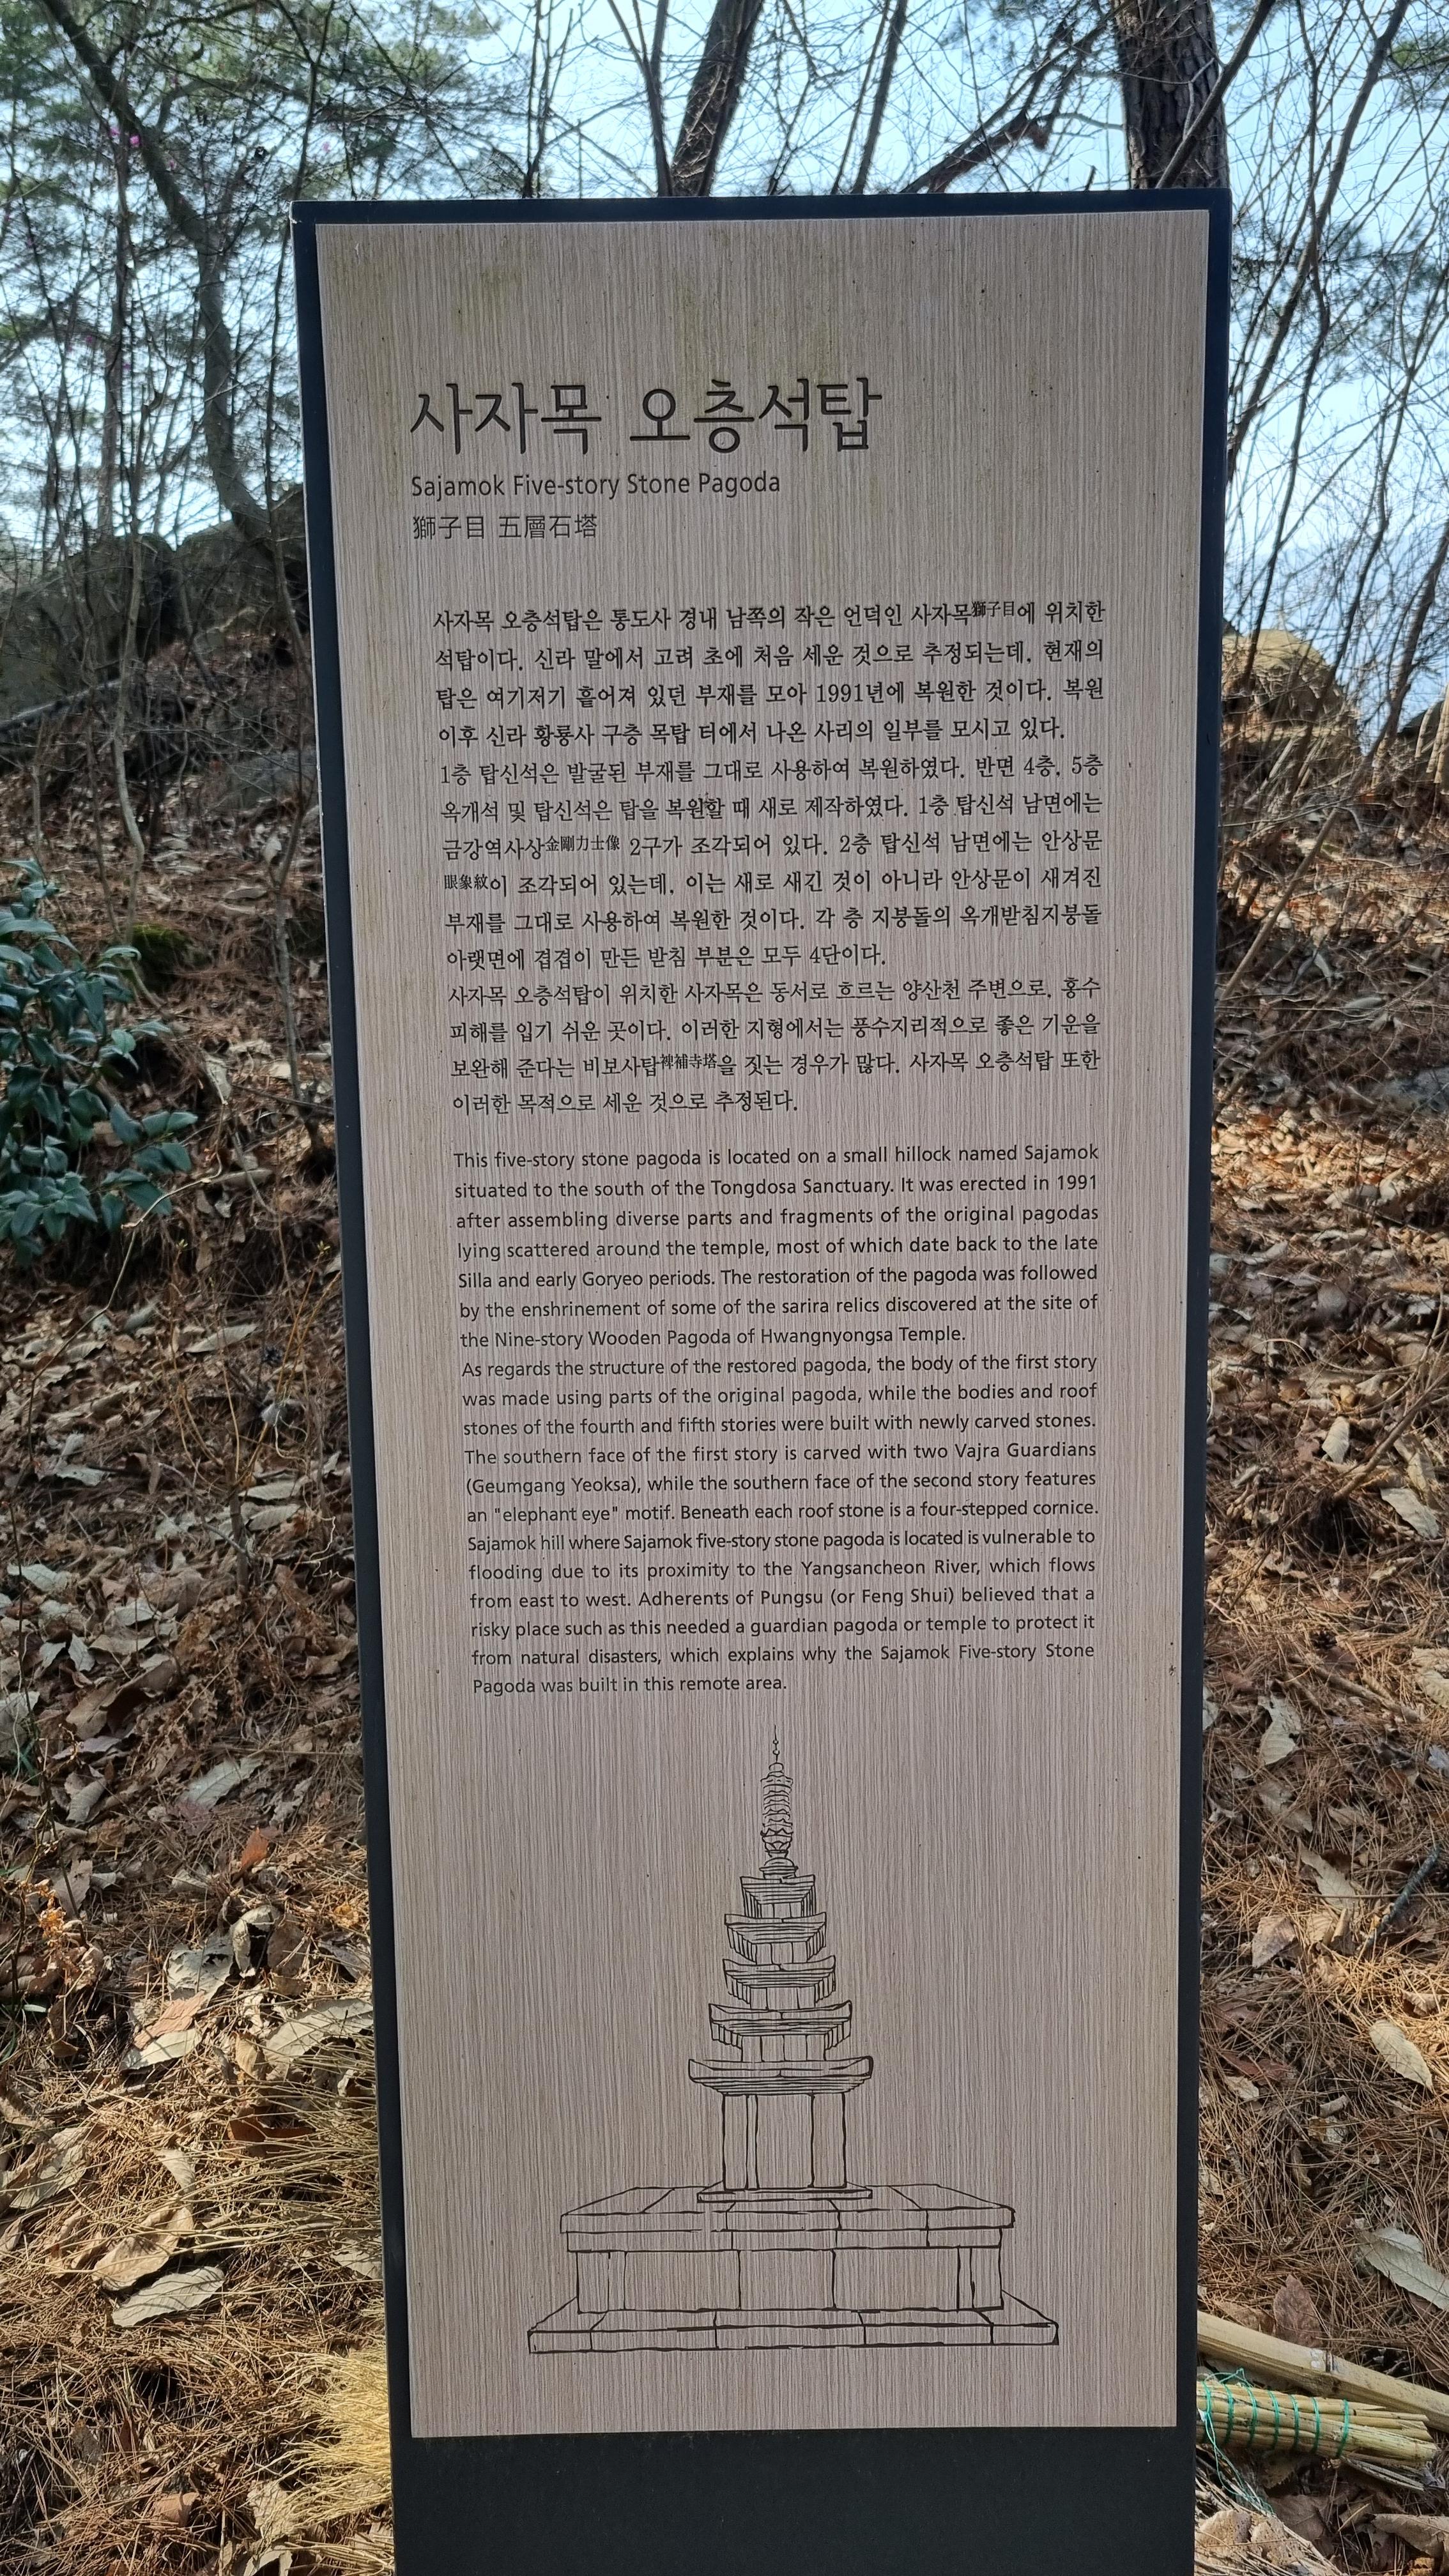 사자목 오층석탑
Sajamok Five-story Stone Pagoda
獅子目 五層石塔
사자목 오층석탑은 통도사 경내 남쪽의 작은 언덕인 사자목獅子目에 위치한
석탑이다. 신라 말에서 고려 초에 처음 세운 것으로 추정되는데, 현재의
탑은 여기저기 흩어져 있던 부재를 모아 1991년에 복원한 것이다. 복원
이후 신라 황룡사 구층 목탑 터에서 나온 사리의 일부를 모시고 있다.
1층 탑신석은 발굴된 부재를 그대로 사용하여 복원하였다. 반면 4층, 5층
옥개석 및 탑신석은 탑을 복원할 때 새로 제작하였다. 1층 탑신석 남면에는
금강역사상金剛力士像 2구가 조각되어 있다. 2층 탑신석 남면에는 안상문
眼象紋이 조각되어 있는데, 이는 새로 새긴 것이 아니라 안상문이 새겨진
부재를 그대로 사용하여 복원한 것이다. 각 층 지붕돌의 옥개받침지붕돌
아랫면에 겹겹이 만든 받침 부분은 모두 4단이다.
사자목 오층석탑이 위치한 사자목은 동서로 흐르는 양산천 주변으로, 홍수
피해를 입기 쉬운 곳이다. 이러한 지형에서는 풍수지리적으로 좋은 기운을
보완해 준다는 비보사탑裨補寺塔을 짓는 경우가 많다. 사자목 오층석탑 또한
이러한 목적으로 세운 것으로 추정된다.
This five-story stone pagoda is located on a small hillock named Sajamok
situated to the south of the Tongdosa Sanctuary. It was erected in 1991
after assembling diverse parts and fragments of the original pagodas
lying scattered around the temple, most of which date back to the late
Silla and early Goryeo periods. The restoration of the pagoda was followed
by the enshrinement of some of the sarira relics discovered at the site of
the Nine-story Wooden Pagoda of Hwangnyongsa Temple.
As regards the structure of the restored pagoda, the body of the first story
was made using parts of the original pagoda, while the bodies and roof
stones of the fourth and fifth stories were built with newly carved stones.
The southern face of the first story is carved with two Vajra Guardians
(Geumgang Yeoksa), while the southern face of the second story features
an "elephant eye" motif. Beneath each roof stone is a four-stepped cornice.
Sajamok hill where Sajamok five-story stone pagoda is located is vulnerable to
flooding due to its proximity to the Yangsancheon River, which flows
from east to west. Adherents of Pungsu (or Feng Shui) believed that a
risky place such as this needed a guardian pagoda or temple to protect it
from natural disasters, which explains why the Sajamok Five-story Stone
Pagoda was built in this remote area.